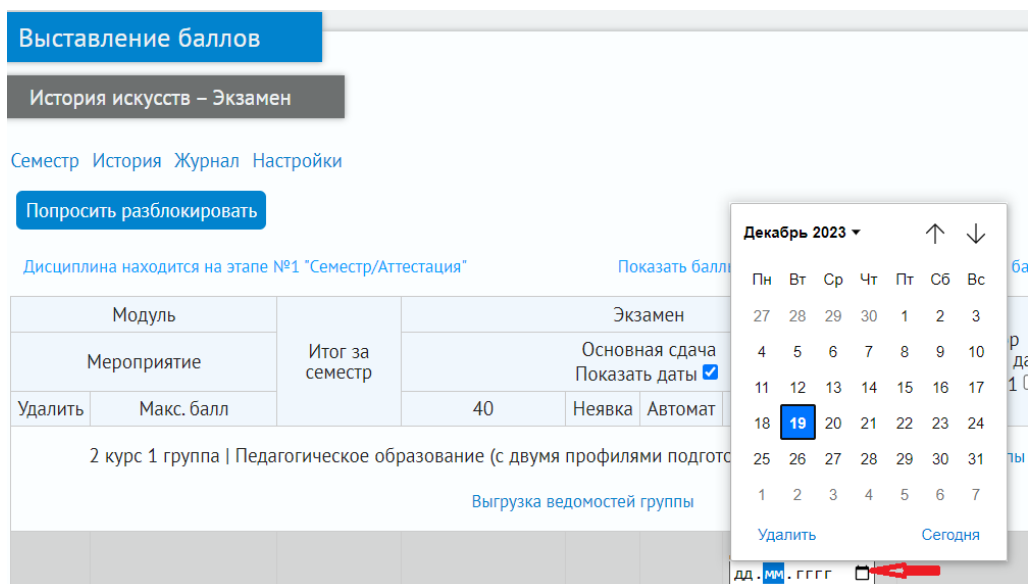 Выставление баллов
История искусств – Экзамен
Семестр История Журнал Настройки
Попросить разблокировать
Дисциплина находится на этапе №1 "Семестр/Аттестация"
Показать
Модуль
Итог за
семестр
Экзамен
Мероприятие
Основная сдача
Показать даты
Удалить Макс. балл 40 Неявка Автомат
1
2 курс 1 группа | Педагогическое образование (с двумя профилями
Выгрузка ведомостей группы
Декабрь 2023
Пн Вт Ср Чт Пт Сб Вс
27 28 29 30 1 2 3
4 5 6 7 8 9 10
11 12 13 14 15 16 17
18 19 20 21 22 23 24
25 26 27 28 29 30 31
1 2 3 4 5 6 7
Удалить Сегодня
дд.мм.гггг